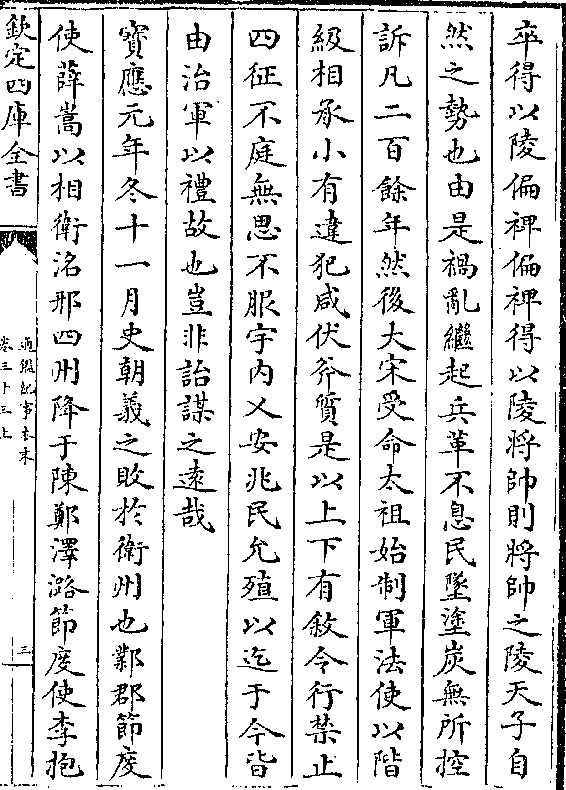 卒得以陵偏裨偏裨得以陵將帥則將帥之陵天子自
然之勢也由是禍亂繼起兵革不息民墜塗炭無所控
訴凡二百餘年然後大宋受命太祖始制軍法使以階
級相承小有違犯咸伏斧質是以上下有敘令行禁止
四征不庭無思不服宇內乂安兆民允殖以迄于今皆
由治軍以禮故也豈非詒謀之遠哉
寶應元年冬十一月史朝義之敗於衛州也鄴郡節度
使薛嵩以相衛洺邢四州降于陳鄭澤潞節度使李抱
欽定四庫全書
通鑑紀事本末
卷三十三上
三